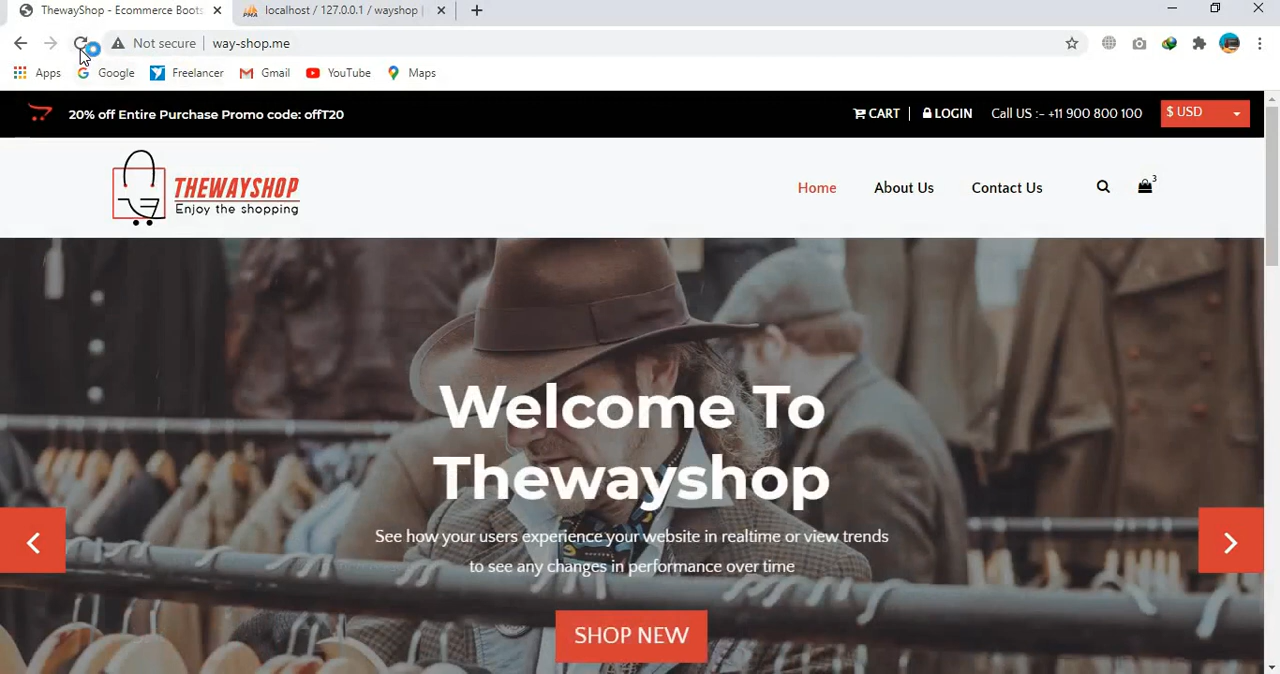 ThewayShop - Ecommerce Boots
localhost / 127.0.0.1 / wayshop |
Not secure | way-shop.me
Apps Google Freelancer Gmail YouTube Maps
20% off Entire Purchase Promo code: offT20
CART | LOGIN Call US :- +11 900 800 100 $ USD
THEWAYSHOP
Enjoy the shopping
Home About Us Contact Us 3
Welcome To
Thewayshop
See how your users experience your website in realtime or view trends
to see any changes in performance over time
SHOP NEW